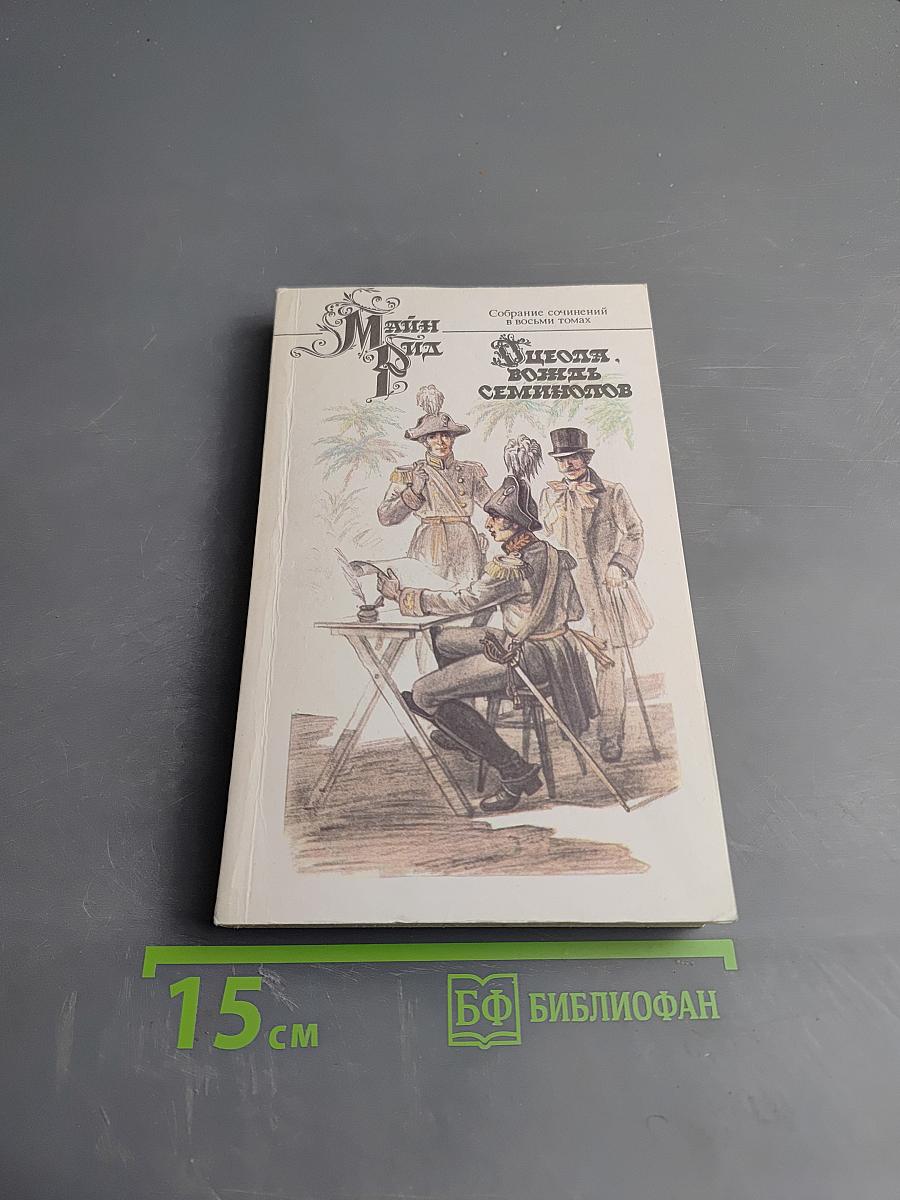 Майн
Рид
Собрание сочинений
в восьми томах
Оцеола,
вождь
семинолов
15 см
БФ БИБЛИОФАН